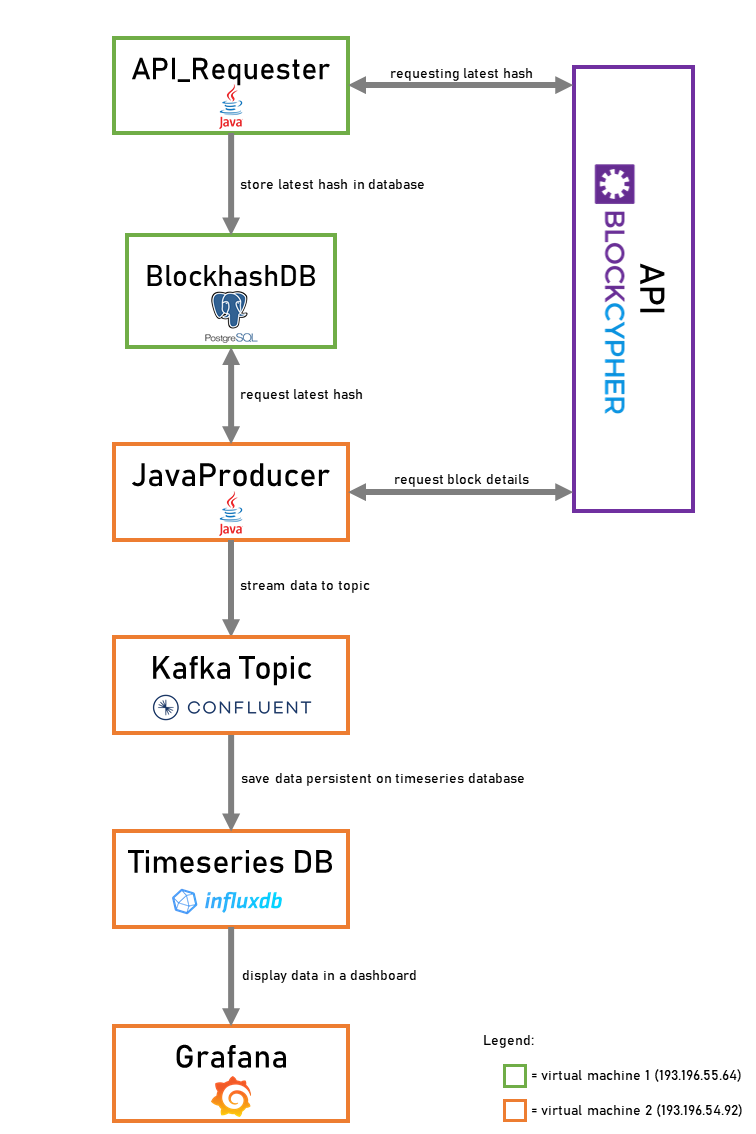 API_Requester
Java
requesting latest hash
store latest hash in database
BLOCKCYPHER
API
BlockhashDB
PostgreSQL
request latest hash
JavaProducer
Java
request block details
stream data to topic
Kafka Topic
CONFLUENT
save data persistent on timeseries database
Timeseries DB
influxdb
display data in a dashboard
Grafana
Legend:
= virtual machine 1 (193.196.55.64)
= virtual machine 2 (193.196.54.92)